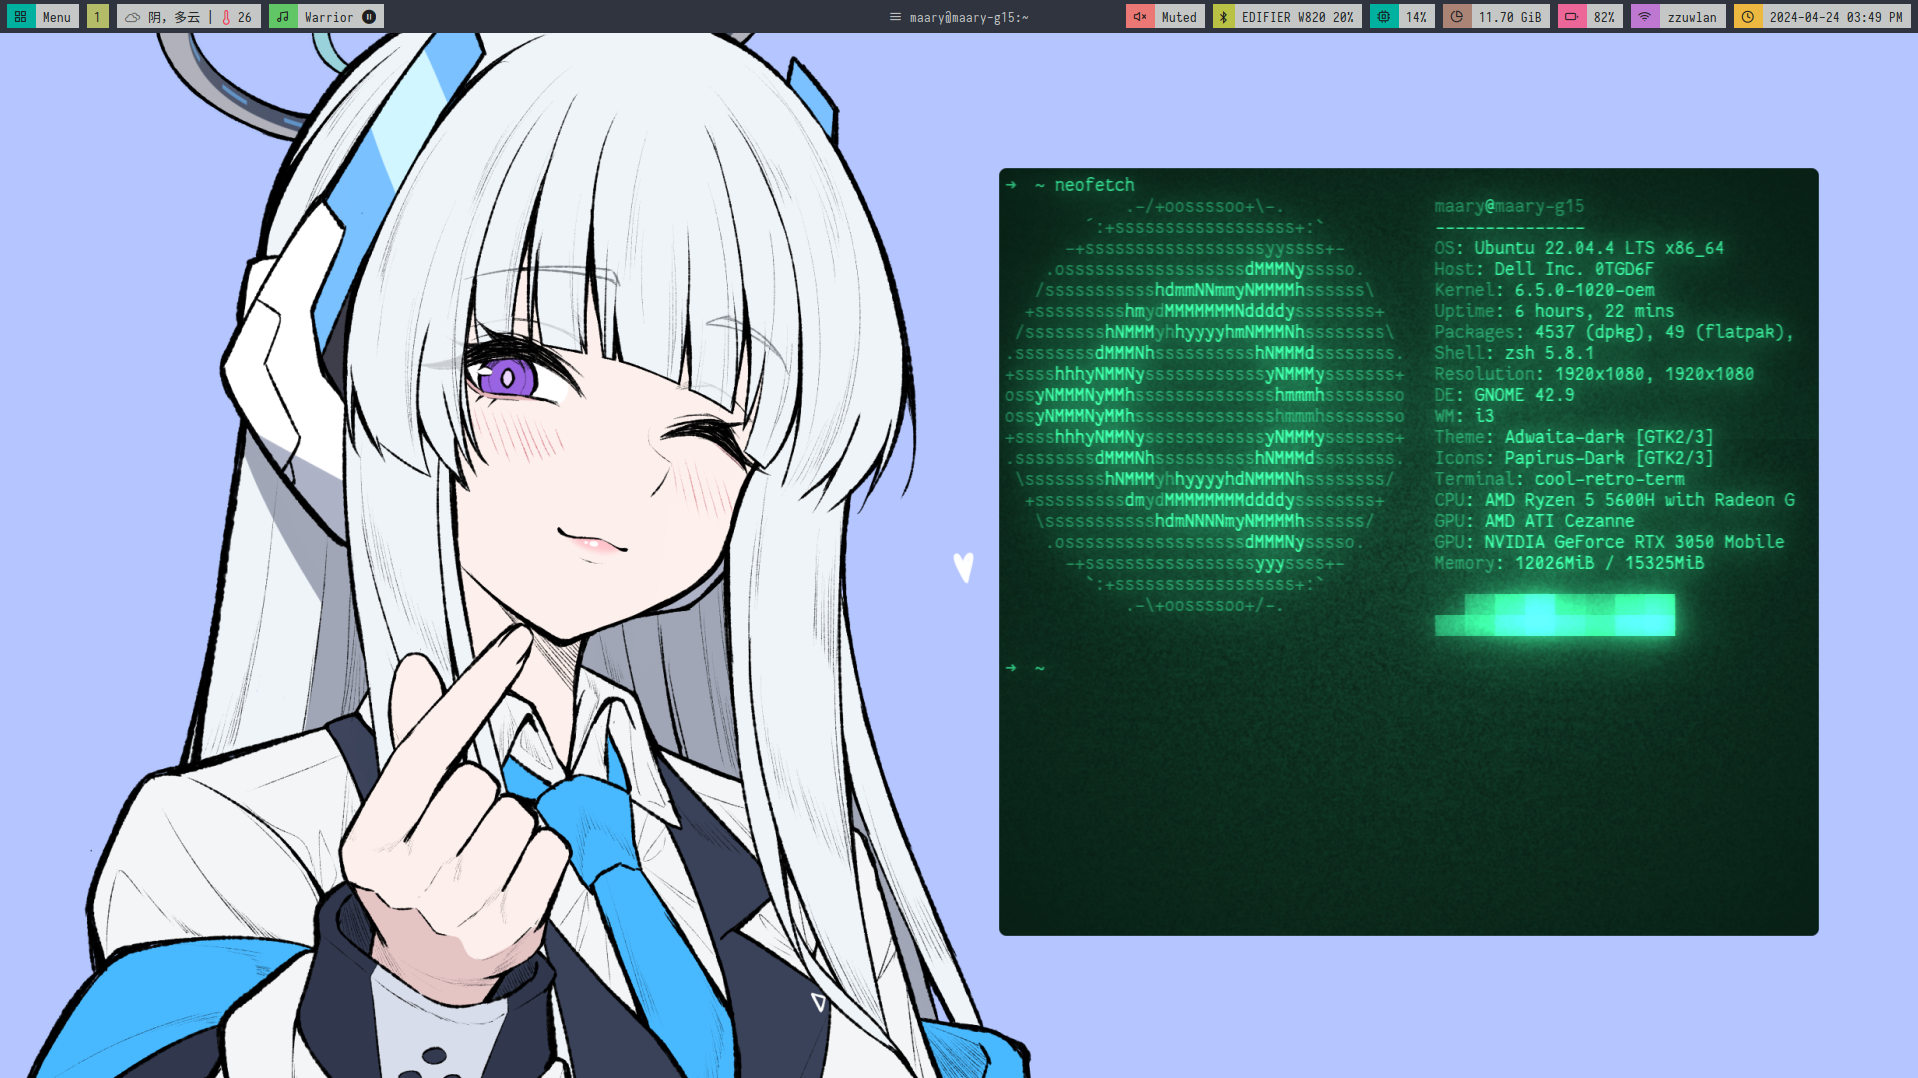 Menu
1
阴，多云 | 26
Warrior
maary@maary-g15:~
Muted
EDIFIER W820 20%
14%
11.70 GiB
82%
zzuwlan
2024-04-24 03:49 PM
→ ~ neofetch
.-/+oossssoo+\-.
´:+ssssssssssssssssss+:`
-+ssssssssssssssssssyyssss+-
.ossssssssssssssssssdMMMNysssso.
/ssssssssssshdmmNNmmyNMMMMhssssss\
+ssssssssshmydMMMMMMMNddddyssssssss+
/sssssssshNMMMyhhyyyyhmNMMMNhssssssss\
.ssssssssdMMMNhsssssssssshNMMMdssssssss.
+sssshhhyNMMNyssssssssssssyNMMMysssssss+
ossyNMMMNyMMhsssssssssssssshmmmhssssssso
ossyNMMMNyMMhsssssssssssssshmmmhssssssso
+sssshhhyNMMNyssssssssssssyNMMMysssssss+
.ssssssssdMMMNhsssssssssshNMMMdssssssss.
\sssssssshNMMMyhhyyyyhdNMMMNhssssssss/
+sssssssssdmydMMMMMMMMddddyssssssss+
\ssssssssssshdmNNNNmyNMMMMhssssss/
.ossssssssssssssssssdMMMNysssso.
-+sssssssssssssssssyyyssss+-
`:+ssssssssssssssssss+:`
.-\+oossssoo+/-.
maary@maary-g15
---------------
OS: Ubuntu 22.04.4 LTS x86_64
Host: Dell Inc. 0TGD6F
Kernel: 6.5.0-1020-oem
Uptime: 6 hours, 22 mins
Packages: 4537 (dpkg), 49 (flatpak),
Shell: zsh 5.8.1
Resolution: 1920x1080, 1920x1080
DE: GNOME 42.9
WM: i3
Theme: Adwaita-dark [GTK2/3]
Icons: Papirus-Dark [GTK2/3]
Terminal: cool-retro-term
CPU: AMD Ryzen 5 5600H with Radeon G
GPU: AMD ATI Cezanne
GPU: NVIDIA GeForce RTX 3050 Mobile
Memory: 12026MiB / 15325MiB
→ ~